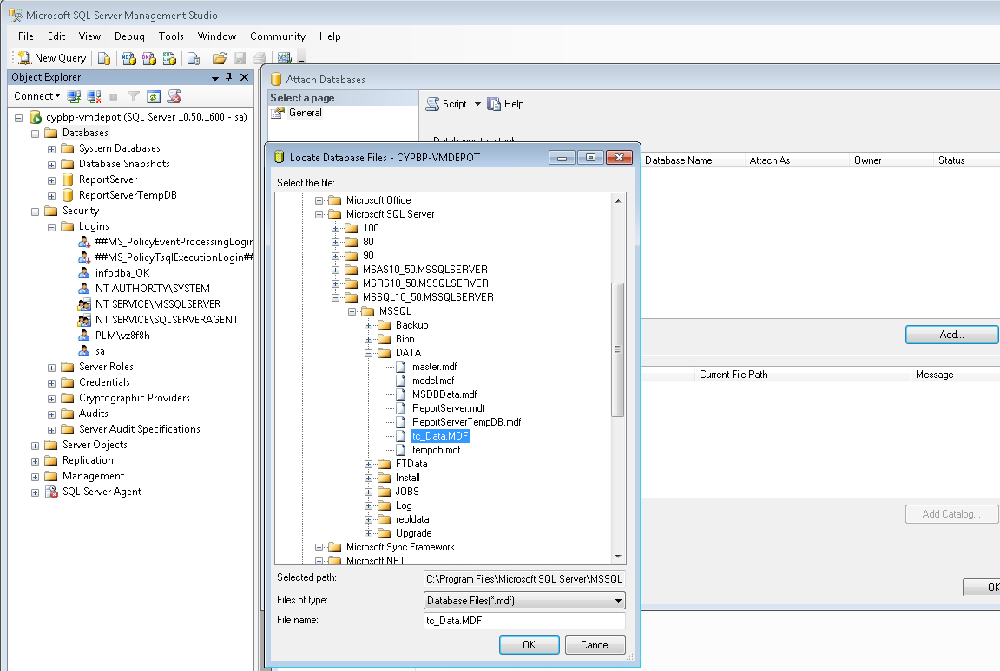 Microsoft SQL Server Management Studio
File Edit View Debug Tools Window Community Help
New Query
Object Explorer
Connect
cypbp-vmdepot (SQL Server 10.50.1600 - sa)
Databases
System Databases
Database Snapshots
ReportServer
ReportServerTempDB
Security
Logins
##MS_PolicyEventProcessingLogin
##MS_PolicyTsqlExecutionLogin##
infodba_OK
NT AUTHORITY\SYSTEM
NT SERVICE\MSSQLSERVER
NT SERVICE\SQLSERVERAGENT
PLM\vz8f8h
sa
Server Roles
Credentials
Cryptographic Providers
Audits
Server Audit Specifications
Server Objects
Replication
Management
SQL Server Agent
Attach Databases
Select a page
General
Script Help
Databases to attach:
Database Name Attach As Owner Status
Add...
Current File Path Message
Add Catalog...
OK
Locate Database Files - CYPBP-VMDEPOT
Select the file:
Microsoft Office
Microsoft SQL Server
100
80
90
MSAS10_50.MSSQLSERVER
MSRS10_50.MSSQLSERVER
MSSQL10_50.MSSQLSERVER
MSSQL
Backup
Binn
DATA
master.mdf
model.mdf
MSDBData.mdf
ReportServer.mdf
ReportServerTempDB.mdf
tc_Data.MDF
tempdb.mdf
FTData
Install
JOBS
Log
repldata
Upgrade
Microsoft Sync Framework
Microsoft.NET
Selected path: C:\Program Files\Microsoft SQL Server\MSSQL
Files of type: Database Files(*.mdf)
File name: tc_Data.MDF
OK Cancel